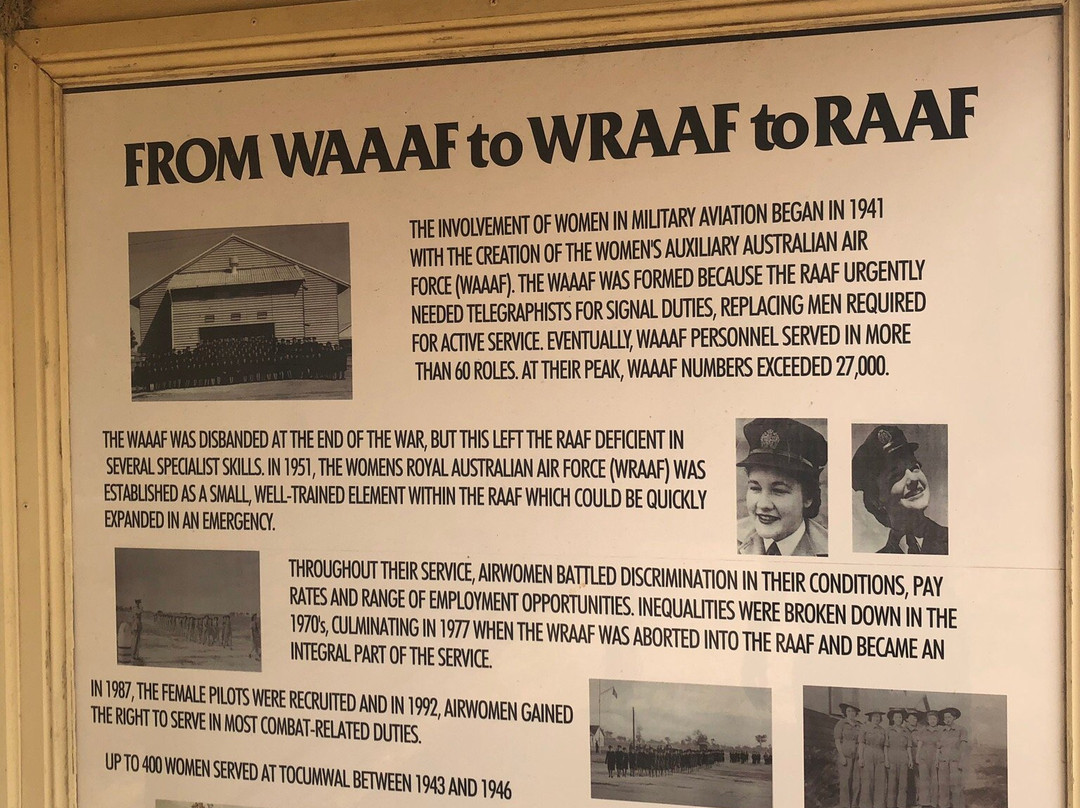 FROM WAAAF to WRAAF to RAAF
THE INVOLVEMENT OF WOMEN IN MILITARY AVIATION BEGAN IN 1941
WITH THE CREATION OF THE WOMEN'S AUXILIARY AUSTRALIAN AIR
FORCE (WAAAF). THE WAAAF WAS FORMED BECAUSE THE RAAF URGENTLY
NEEDED TELEGRAPHISTS FOR SIGNAL DUTIES, REPLACING MEN REQUIRED
FOR ACTIVE SERVICE. EVENTUALLY, WAAAF PERSONNEL SERVED IN MORE
THAN 60 ROLES. AT THEIR PEAK, WAAAF NUMBERS EXCEEDED 27,000.
THE WAAAF WAS DISBANDED AT THE END OF THE WAR, BUT THIS LEFT THE RAAF DEFICIENT IN
SEVERAL SPECIALIST SKILLS. IN 1951, THE WOMENS ROYAL AUSTRALIAN AIR FORCE (WRAAF) WAS
ESTABLISHED AS A SMALL, WELL-TRAINED ELEMENT WITHIN THE RAAF WHICH COULD BE QUICKLY
EXPANDED IN AN EMERGENCY.
THROUGHOUT THEIR SERVICE, AIRWOMEN BATTLED DISCRIMINATION IN THEIR CONDITIONS, PAY
RATES AND RANGE OF EMPLOYMENT OPPORTUNITIES. INEQUALITIES WERE BROKEN DOWN IN THE
1970's, CULMINATING IN 1977 WHEN THE WRAAF WAS ABORTED INTO THE RAAF AND BECAME AN
INTEGRAL PART OF THE SERVICE.
IN 1987, THE FEMALE PILOTS WERE RECRUITED AND IN 1992, AIRWOMEN GAINED
THE RIGHT TO SERVE IN MOST COMBAT-RELATED DUTIES.
UP TO 400 WOMEN SERVED AT TOCUMWAL BETWEEN 1943 AND 1946